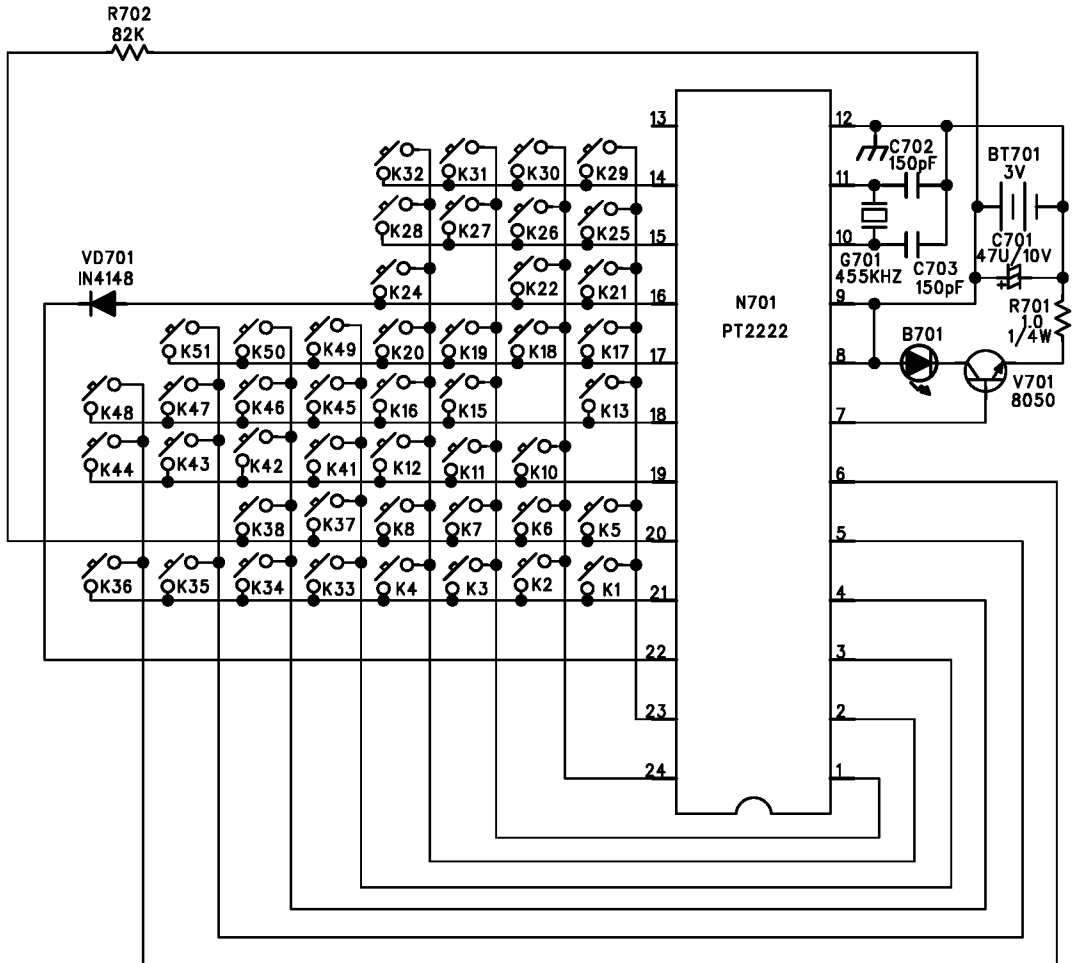 R702
82K
13
12
C702
150pF
BT701
3V
K32
K31
K30
K29
14
11
K28
K27
K26
K25
15
10
G701
455KHZ
C703
150pF
C701
47U/10V
VD701
IN4148
K24
K22
K21
16
9
N701
PT2222
R701
1.0
1/4W
K51
K50
K49
K20
K19
K18
K17
17
8
B701
V701
8050
K48
K47
K46
K45
K16
K15
K13
18
7
K44
K43
K42
K41
K12
K11
K10
19
6
K38
K37
K8
K7
K6
K5
20
5
K36
K35
K34
K33
K4
K3
K2
K1
21
4
22
3
23
2
24
1